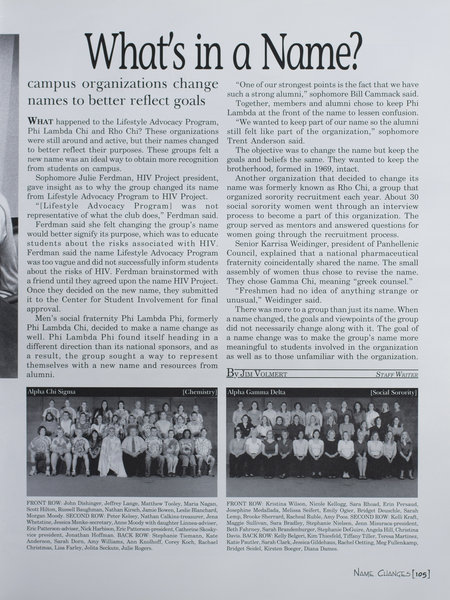 What's in a Name?
campus organizations change
names to better reflect goals
WHAT happened to the Lifestyle Advocacy Program,
Phi Lambda Chi and Rho Chi? These organizations
were still around and active, but their names changed
to better reflect their purposes. These groups felt a
new name was an ideal way to obtain more recognition
from students on campus.
Sophomore Julie Ferdman, HIV Project president,
gave insight as to why the group changed its name
from Lifestyle Advocacy Program to HIV Project.
"[Lifestyle Advocacy Program] was not
representative of what the club does," Ferdman said.
Ferdman said she felt changing the group's name
would better signify its purpose, which was to educate
students about the risks associated with HIV.
Ferdman said the name Lifestyle Advocacy Program
was too vague and did not successfully inform students
about the risks of HIV. Ferdman brainstormed with
a friend until they agreed upon the name HIV Project.
Once they decided on the new name, they submitted
it to the Center for Student Involvement for final
approval.
Men's social fraternity Phi Lambda Phi, formerly
Phi Lambda Chi, decided to make a name change as
well. Phi Lambda Phi found itself heading in a
different direction than its national sponsors, and as
a result, the group sought a way to represent
themselves with a new name and resources from
alumni.
"One of our strongest points is the fact that we have
such a strong alumni," sophomore Bill Cammack said.
Together, members and alumni chose to keep Phi
Lambda at the front of the name to lessen confusion.
"We wanted to keep part of our name so the alumni
still felt like part of the organization," sophomore
Trent Anderson said.
The objective was to change the name but keep the
goals and beliefs the same. They wanted to keep the
brotherhood, formed in 1969, intact.
Another organization that decided to change its
name was formerly known as Rho Chi, a group that
organized sorority recruitment each year. About 30
social sorority women went through an interview
process to become a part of this organization. The
group served as mentors and answered questions for
women going through the recruitment process.
Senior Karrisa Weidinger, president of Panhellenic
Council, explained that a national pharmaceutical
fraternity coincidentally shared the name. The small
assembly of women thus chose to revise the name.
They chose Gamma Chi, meaning "greek counsel."
"Freshmen had no idea of anything strange or
unusual," Weidinger said.
There was more to a group than just its name. When
a name changed, the goals and viewpoints of the group
did not necessarily change along with it. The goal of
a name change was to make the group's name more
meaningful to students involved in the organization
as well as to those unfamiliar with the organization.
BY JIM VOLMERT STAFF WRITER
Alpha Chi Sigma [Chemistry]
FRONT ROW: John Dishinger, Jeffrey Lange, Matthew Tooley, Maria Nagan,
Scott Hilton, Russell Baughman, Nathan Kirsch, Jamie Bowen, Leslie Blanchard,
Morgan Moody. SECOND ROW: Peter Kelsey, Nathan Calkins-treasurer, Jenn
Whetstine, Jessica Menke-secretary, Anne Moody with daughter Linnea-adviser,
Eric Patterson-adviser, Nick Harbison, Eric Patterson-president, Catherine Skouby-
vice president, Jonathan Hoffman. BACK ROW: Stephanie Tiemann, Kate
Anderson, Sarah Dorn, Amy Williams, Ann Knolhoff, Corey Koch, Rachael
Christmas, Lisa Farley, Jolita Seckute, Julie Rogers.
Alpha Gamma Delta [Social Sorority]
FRONT ROW: Kristina Wilson, Nicole Kellogg, Sara Rhoad, Erin Persaud,
Josephine Medallada, Melissa Seifert, Emily Ogier, Bridget Deuschle, Sarah
Lemp, Brooke Sherrard, Racheal Ruble, Amy Poor. SECOND ROW: Kelli Kraft,
Maggie Sullivan, Sara Bradley, Stephanie Nielsen, Jenn Mimura-president,
Beth Fahrney, Sarah Brandenburger, Stephanie DeGuire, Angela Hill, Christina
Davis. BACK ROW: Kelly Belgeri, Kim Thiesfeld, Tiffany Tiller, Teresa Martinez,
Katie Pautler, Sarah Clark, Jessica Gildehaus, Rachel Oetting, Meg Fullenkamp,
Bridget Seidel, Kirsten Booger, Diana Dames.
NAME CHANGES [105]